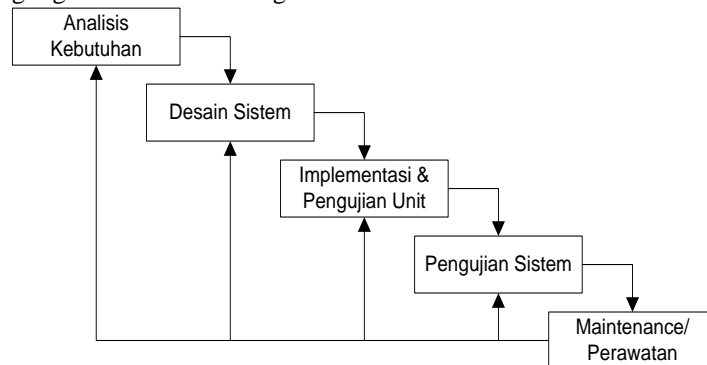 Analisis
Kebutuhan
Desain Sistem
Implementasi &
Pengujian Unit
Pengujian Sistem
Maintenance/
Perawatan